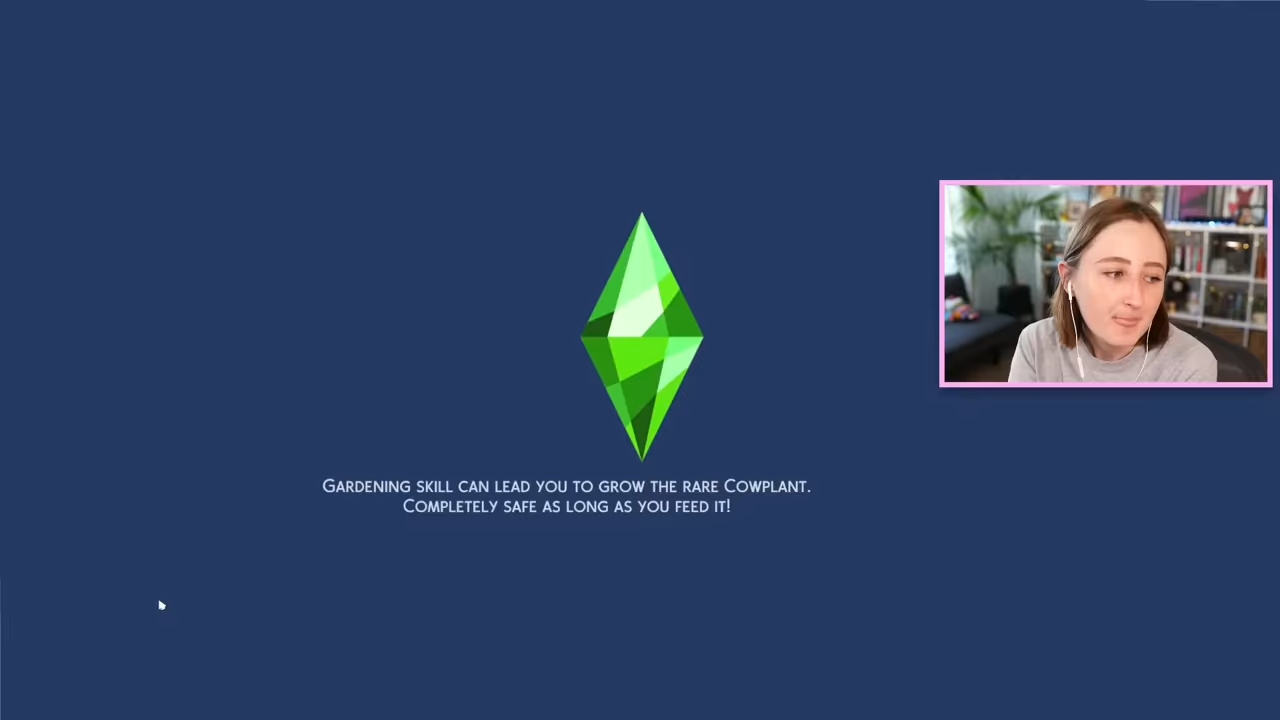 Gardening skill can lead you to grow the rare Cowplant.
Completely safe as long as you feed it!